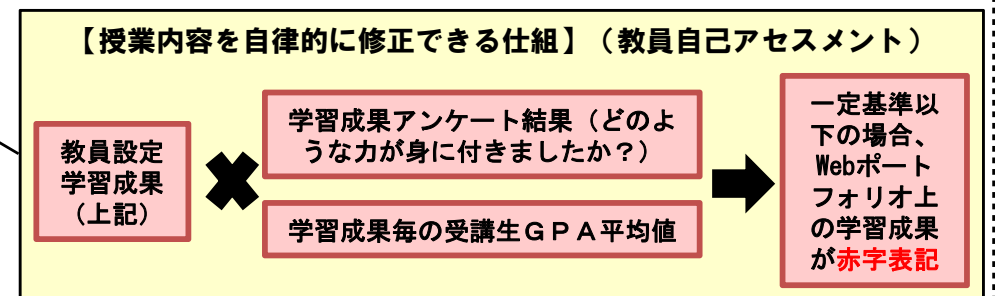 【授業内容を自律的に修正できる仕組】（教員自己アセスメント）
教員設定
学習成果
（上記）
学習成果アンケート結果（どのよ
うな力が身に付きましたか？）
学習成果毎の受講生ＧＰＡ平均値
一定基準以
下の場合、
Webポート
フォリオ上
の学習成果
が赤字表記